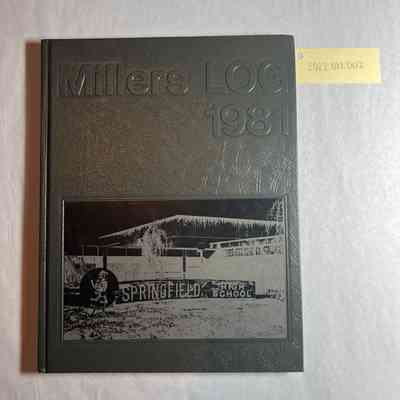 Millers LOG
1981
SPRINGFIELD
HIGH
SCHOOL